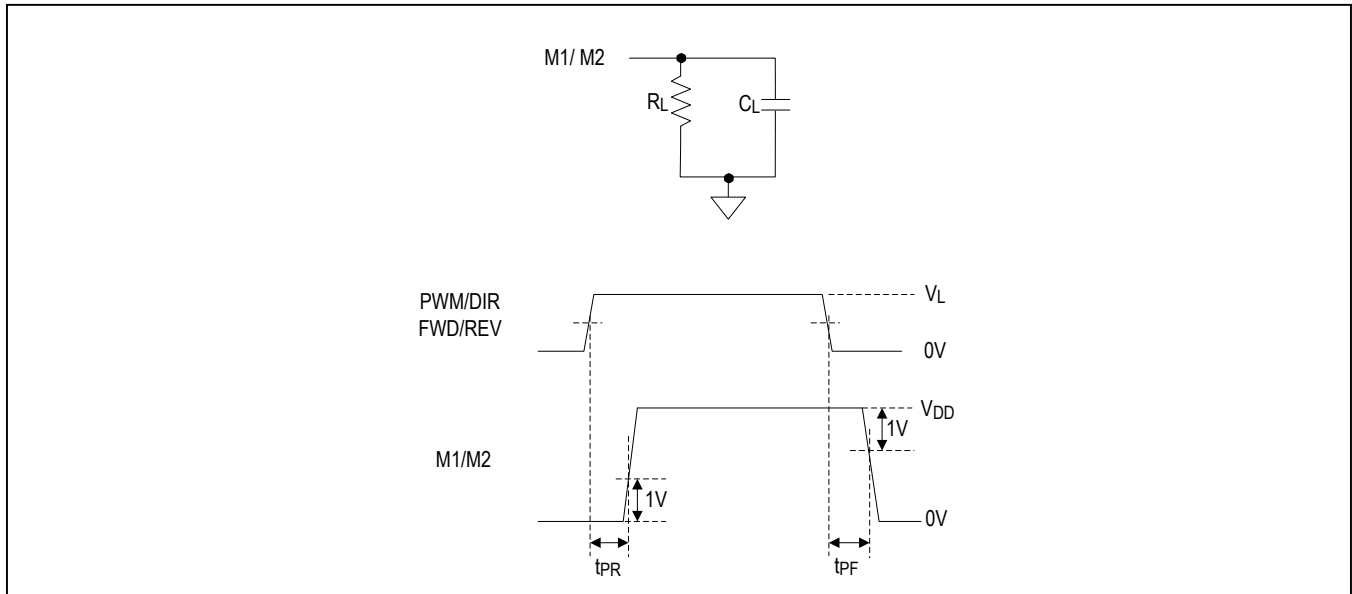 M1/ M2
RL
CL
PWM/DIR
FWD/REV
VL
0V
VDD
1V
M1/M2
1V
0V
tPR
tPF